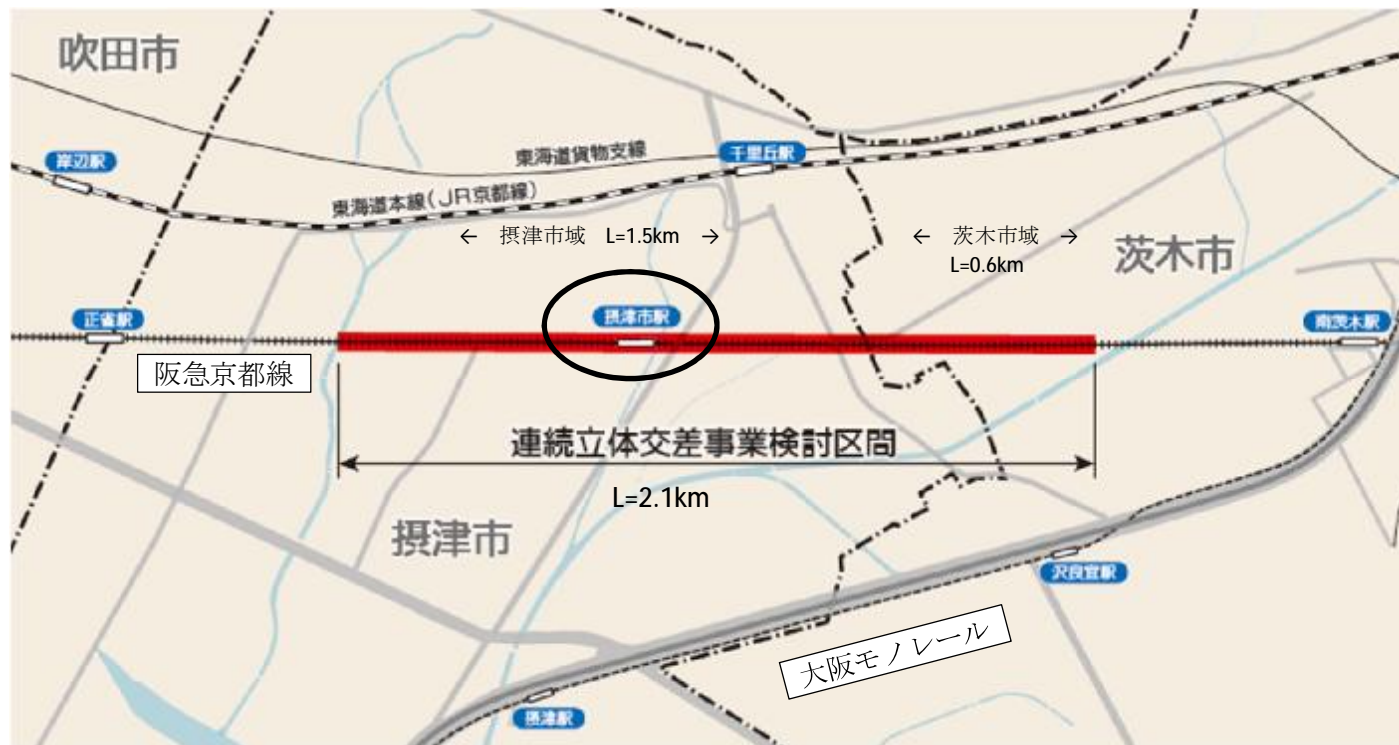 吹田市
岸辺駅
東海道貨物支線
千里丘駅
東海道本線(JR京都線)
← 摂津市域 L=1.5km →
← 茨木市域 →
L=0.6km
茨木市
正雀駅
摂津市駅
南茨木駅
阪急京都線
連続立体交差事業検討区間
L=2.1km
摂津市
沢良宜駅
大阪モノレール
摂津駅